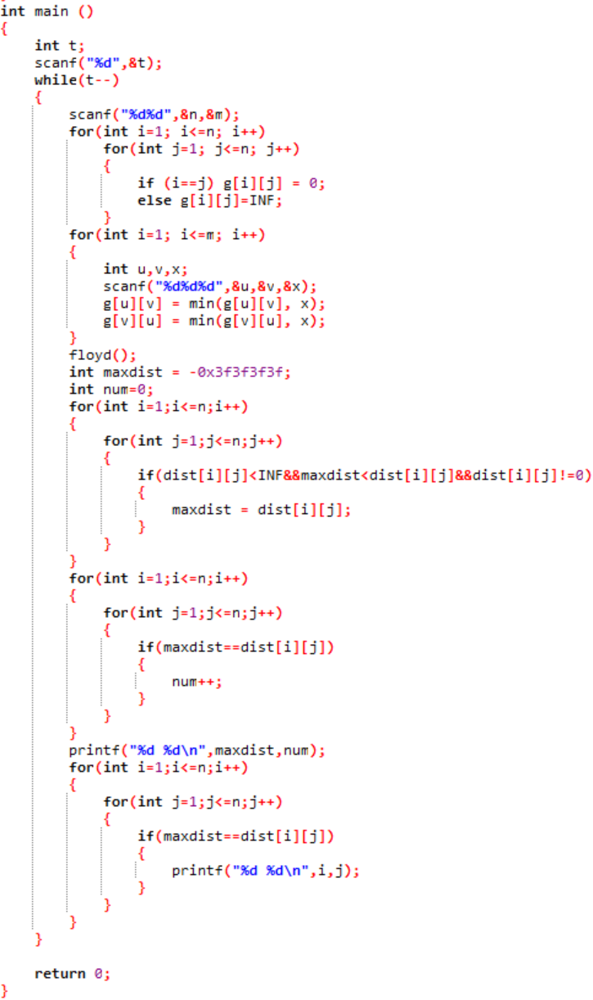 int main ()
{
    int t;
    scanf("%d",&t);
    while(t--)
    {
        scanf("%d%d",&n,&m);
        for(int i=1; i<=n; i++)
            for(int j=1; j<=n; j++)
            {
                if (i==j) g[i][j] = 0;
                else g[i][j]=INF;
            }
        for(int i=1; i<=m; i++)
        {
            int u,v,x;
            scanf("%d%d%d",&u,&v,&x);
            g[u][v] = min(g[u][v], x);
            g[v][u] = min(g[v][u], x);
        }
        floyd();
        int maxdist = -0x3f3f3f3f;
        int num=0;
        for(int i=1;i<=n;i++)
        {
            for(int j=1;j<=n;j++)
            {
                if(dist[i][j]<INF&&maxdist<dist[i][j]&&dist[i][j]!=0)
                {
                    maxdist = dist[i][j];
                }
            }
        }
        for(int i=1;i<=n;i++)
        {
            for(int j=1;j<=n;j++)
            {
                if(maxdist==dist[i][j])
                {
                    num++;
                }
            }
        }
        printf("%d %d\n",maxdist,num);
        for(int i=1;i<=n;i++)
        {
            for(int j=1;j<=n;j++)
            {
                if(maxdist==dist[i][j])
                {
                    printf("%d %d\n",i,j);
                }
            }
        }
    }

    return 0;
}